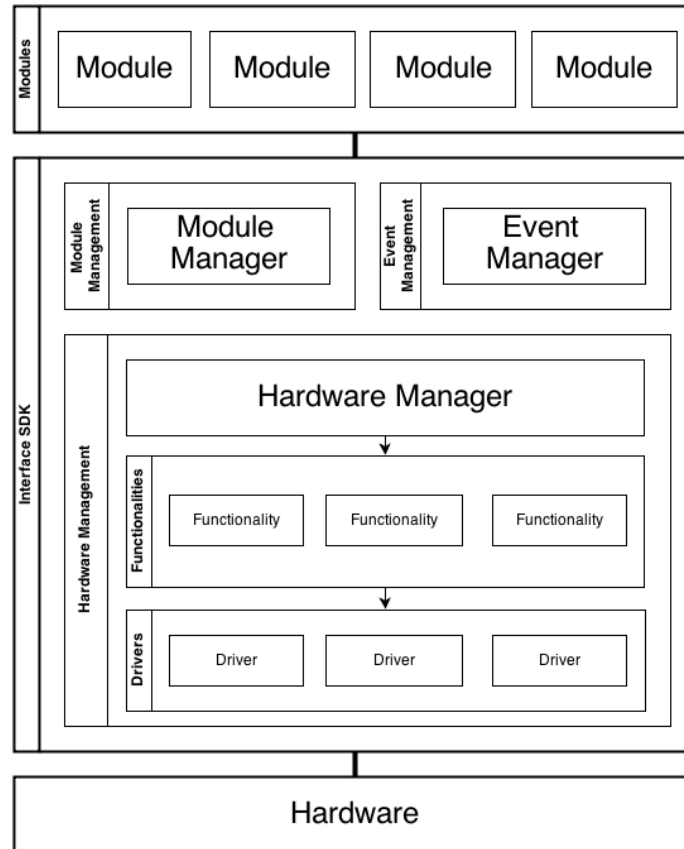 Modules
Module
Module
Module
Module
Interface SDK
Module
Management
Module
Manager
Event
Management
Event
Manager
Hardware Management
Hardware Manager
Functionalities
Functionality
Functionality
Functionality
Drivers
Driver
Driver
Driver
Hardware